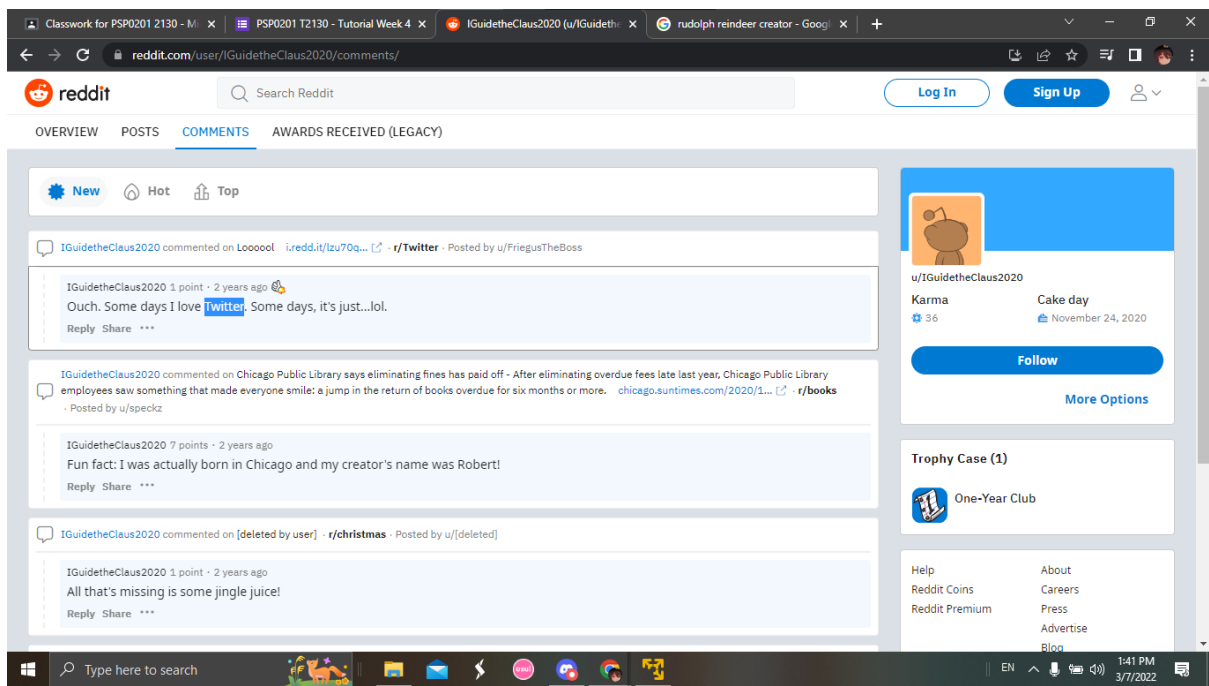 Classwork for PSP0201 2130 - Mi
PSP0201 T2130 - Tutorial Week 4
IGuidetheClaus2020 (u/IGuidethe
rudolph reindeer creator - Googl
reddit.com/user/IGuidetheClaus2020/comments/
reddit
Search Reddit
Log In
Sign Up
OVERVIEW POSTS COMMENTS AWARDS RECEIVED (LEGACY)
New Hot Top
IGuidetheClaus2020 commented on Loooool i.redd.it/lzu70q... · r/Twitter · Posted by u/FriegusTheBoss
IGuidetheClaus2020 1 point · 2 years ago
Ouch. Some days I love Twitter. Some days, it's just...lol.
Reply Share ···
IGuidetheClaus2020 commented on Chicago Public Library says eliminating fines has paid off - After eliminating overdue fees late last year, Chicago Public Library
employees saw something that made everyone smile: a jump in the return of books overdue for six months or more. chicago.suntimes.com/2020/1... · r/books
· Posted by u/speckz
IGuidetheClaus2020 7 points · 2 years ago
Fun fact: I was actually born in Chicago and my creator's name was Robert!
Reply Share ···
IGuidetheClaus2020 commented on [deleted by user] · r/christmas · Posted by u/[deleted]
IGuidetheClaus2020 1 point · 2 years ago
All that's missing is some jingle juice!
Reply Share ···
u/IGuidetheClaus2020
Karma Cake day
36 November 24, 2020
Follow
More Options
Trophy Case (1)
One-Year Club
Help About
Reddit Coins Careers
Reddit Premium Press
Advertise
Blog
Type here to search
osu!
EN
1:41 PM
3/7/2022